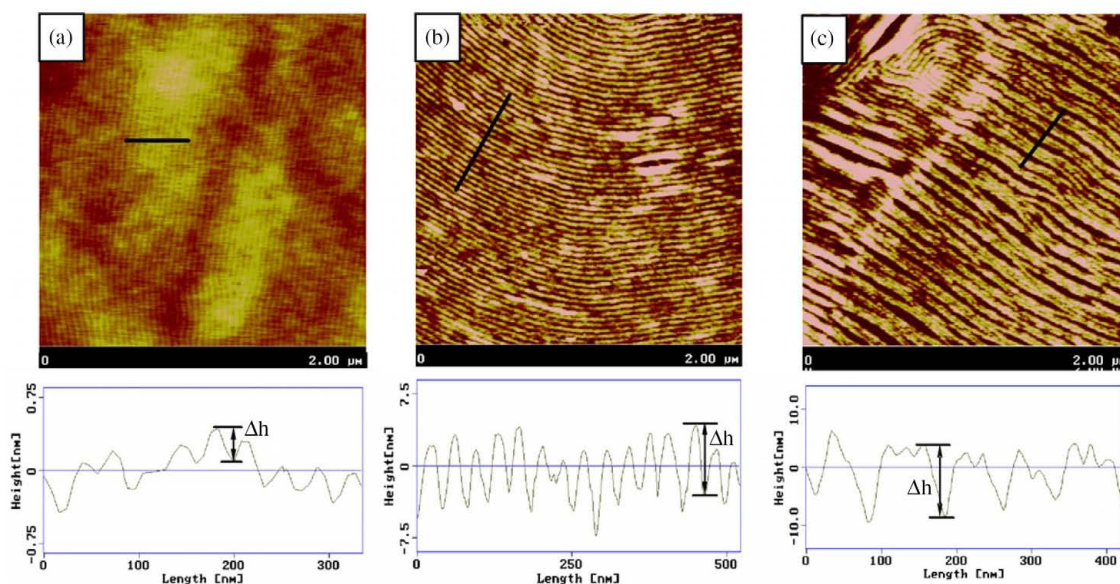 (a)
(b)
(c)
0 2.00 µm
0 2.00 µm
0 2.00 µm
Height[nm]
0.75
0
-0.75
Δh
0 100 200 300
Length [nm]
Height[nm]
7.5
0
-7.5
Δh
0 250 500
Length [nm]
Height[nm]
10.0
0
-10.0
Δh
0 100 200 300 400
Length [nm]